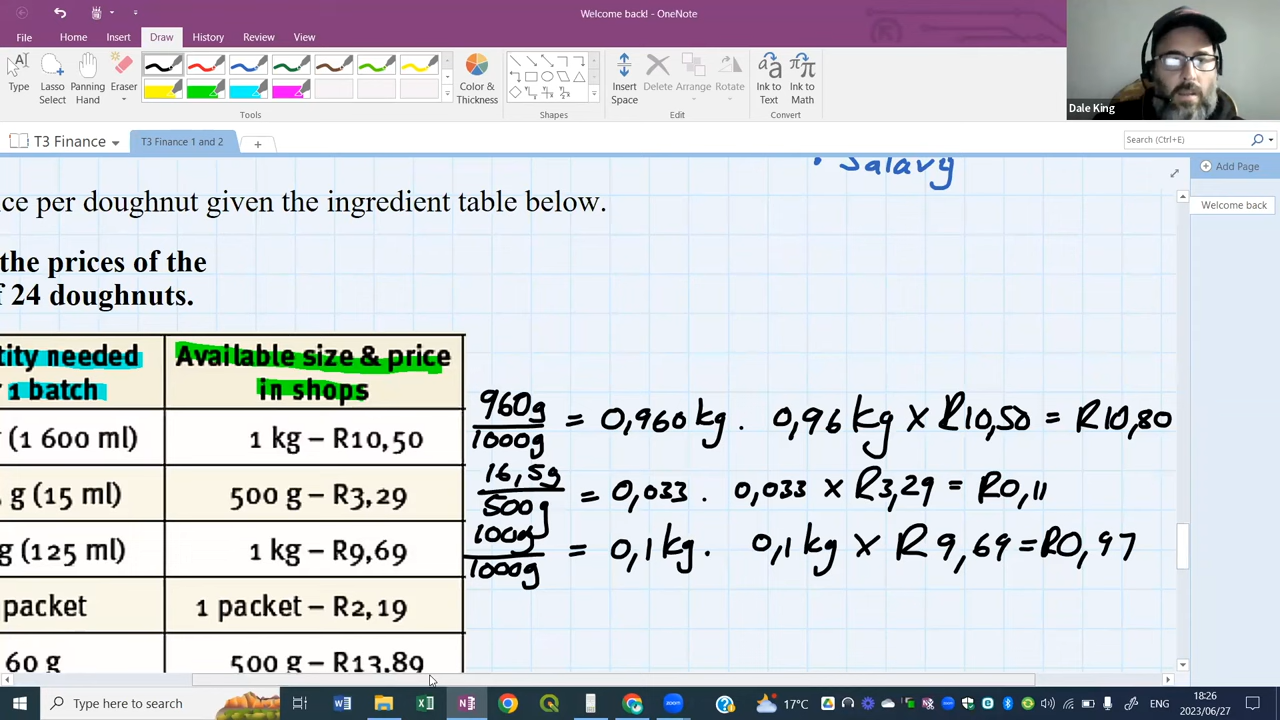 Welcome back! - OneNote
File
Home
Insert
Draw
History
Review
View
Type
Lasso Select
Panning Hand
Eraser
Color & Thickness
Insert Space
Delete
Arrange
Rotate
Ink to Text
Ink to Math
Tools
Shapes
Edit
Convert
Dale King
T3 Finance
T3 Finance 1 and 2
Search (Ctrl+E)
Add Page
Welcome back
• Salary
ce per doughnut given the ingredient table below.
the prices of the
f 24 doughnuts.
tity needed
1 batch
Available size & price
in shops
(1 600 ml)
1 kg – R10,50
960g/1000g = 0,960 kg. 0,96 kg × R10,50 = R10,80
g (15 ml)
500 g – R3,29
16,5g/500g = 0,033. 0,033 × R3,29 = R0,11
g (125 ml)
1 kg – R9,69
100g/1000g = 0,1 kg. 0,1 kg × R9,69 = R0,97
packet
1 packet – R2,19
60 g
500 g – R13,89
Type here to search
17°C
ENG
18:26
2023/06/27